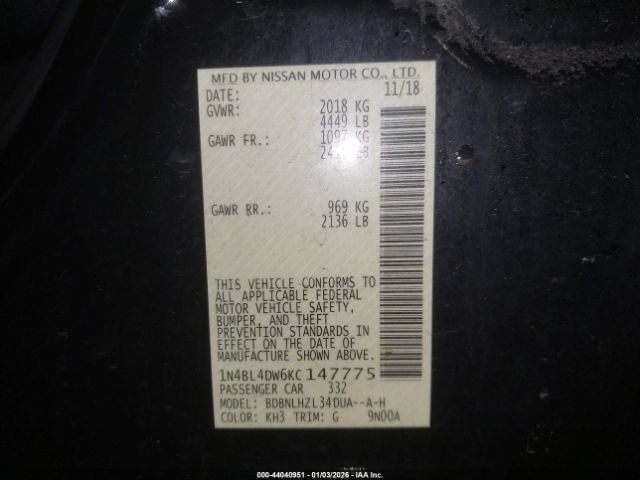 MFD BY NISSAN MOTOR CO., LTD.
DATE: 11/18
GVWR: 2018 KG
4449 LB
GAWR FR.: 1097 KG
LB
GAWR RR.: 969 KG
2136 LB
THIS VEHICLE CONFORMS TO
ALL APPLICABLE FEDERAL
MOTOR VEHICLE SAFETY,
BUMPER, AND THEFT
PREVENTION STANDARDS IN
EFFECT ON THE DATE OF
MANUFACTURE SHOWN ABOVE.
1N4BL4DW6KC147775
PASSENGER CAR 332
MODEL: BDBNLHZL34DUA--A-H
COLOR: KH3 TRIM: G 9N00A
000-44040951 - 01/03/2026 - IAA Inc.